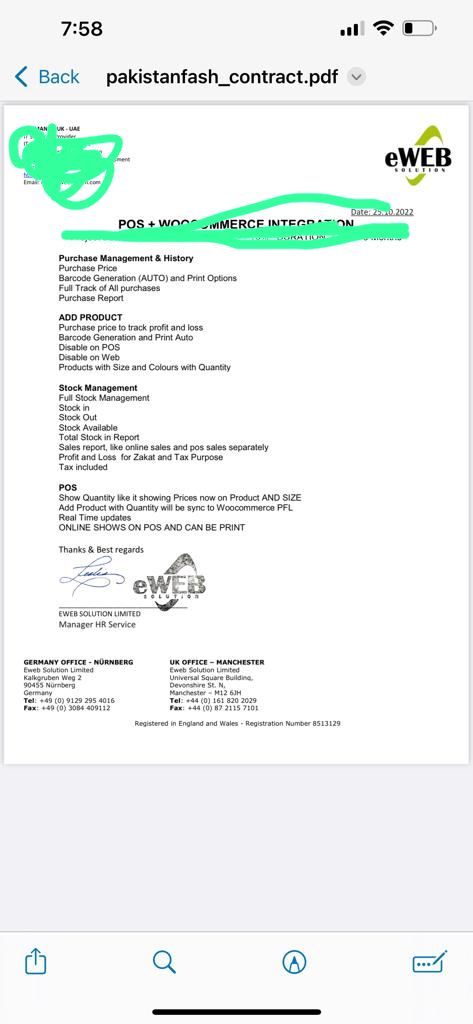 7:58
Back
pakistanfash_contract.pdf
UK - UAE
Email:
.com
eWEB
SOLUTION
Date: 25.10.2022
POS + WOOCOMMERCE INTEGRATION
Purchase Management & History
Purchase Price
Barcode Generation (AUTO) and Print Options
Full Track of All purchases
Purchase Report
ADD PRODUCT
Purchase price to track profit and loss
Barcode Generation and Print Auto
Disable on POS
Disable on Web
Products with Size and Colours with Quantity
Stock Management
Full Stock Management
Stock in
Stock Out
Stock Available
Total Stock in Report
Sales report, like online sales and pos sales separately
Profit and Loss for Zakat and Tax Purpose
Tax included
POS
Show Quantity like it showing Prices now on Product AND SIZE
Add Product with Quantity will be sync to Woocommerce PFL
Real Time updates
ONLINE SHOWS ON POS AND CAN BE PRINT
Thanks & Best regards
eWEB
SOLUTION
EWEB SOLUTION LIMITED
Manager HR Service
GERMANY OFFICE - NÜRNBERG
Eweb Solution Limited
Kalkgruben Weg 2
90455 Nürnberg
Germany
Tel: +49 (0) 9129 295 4016
Fax: +49 (0) 3084 409112
UK OFFICE – MANCHESTER
Eweb Solution Limited
Universal Square Building,
Devonshire St. N,
Manchester – M12 6JH
Tel: +44 (0) 161 820 2029
Fax: +44 (0) 87 2115 7101
Registered in England and Wales - Registration Number 8513129